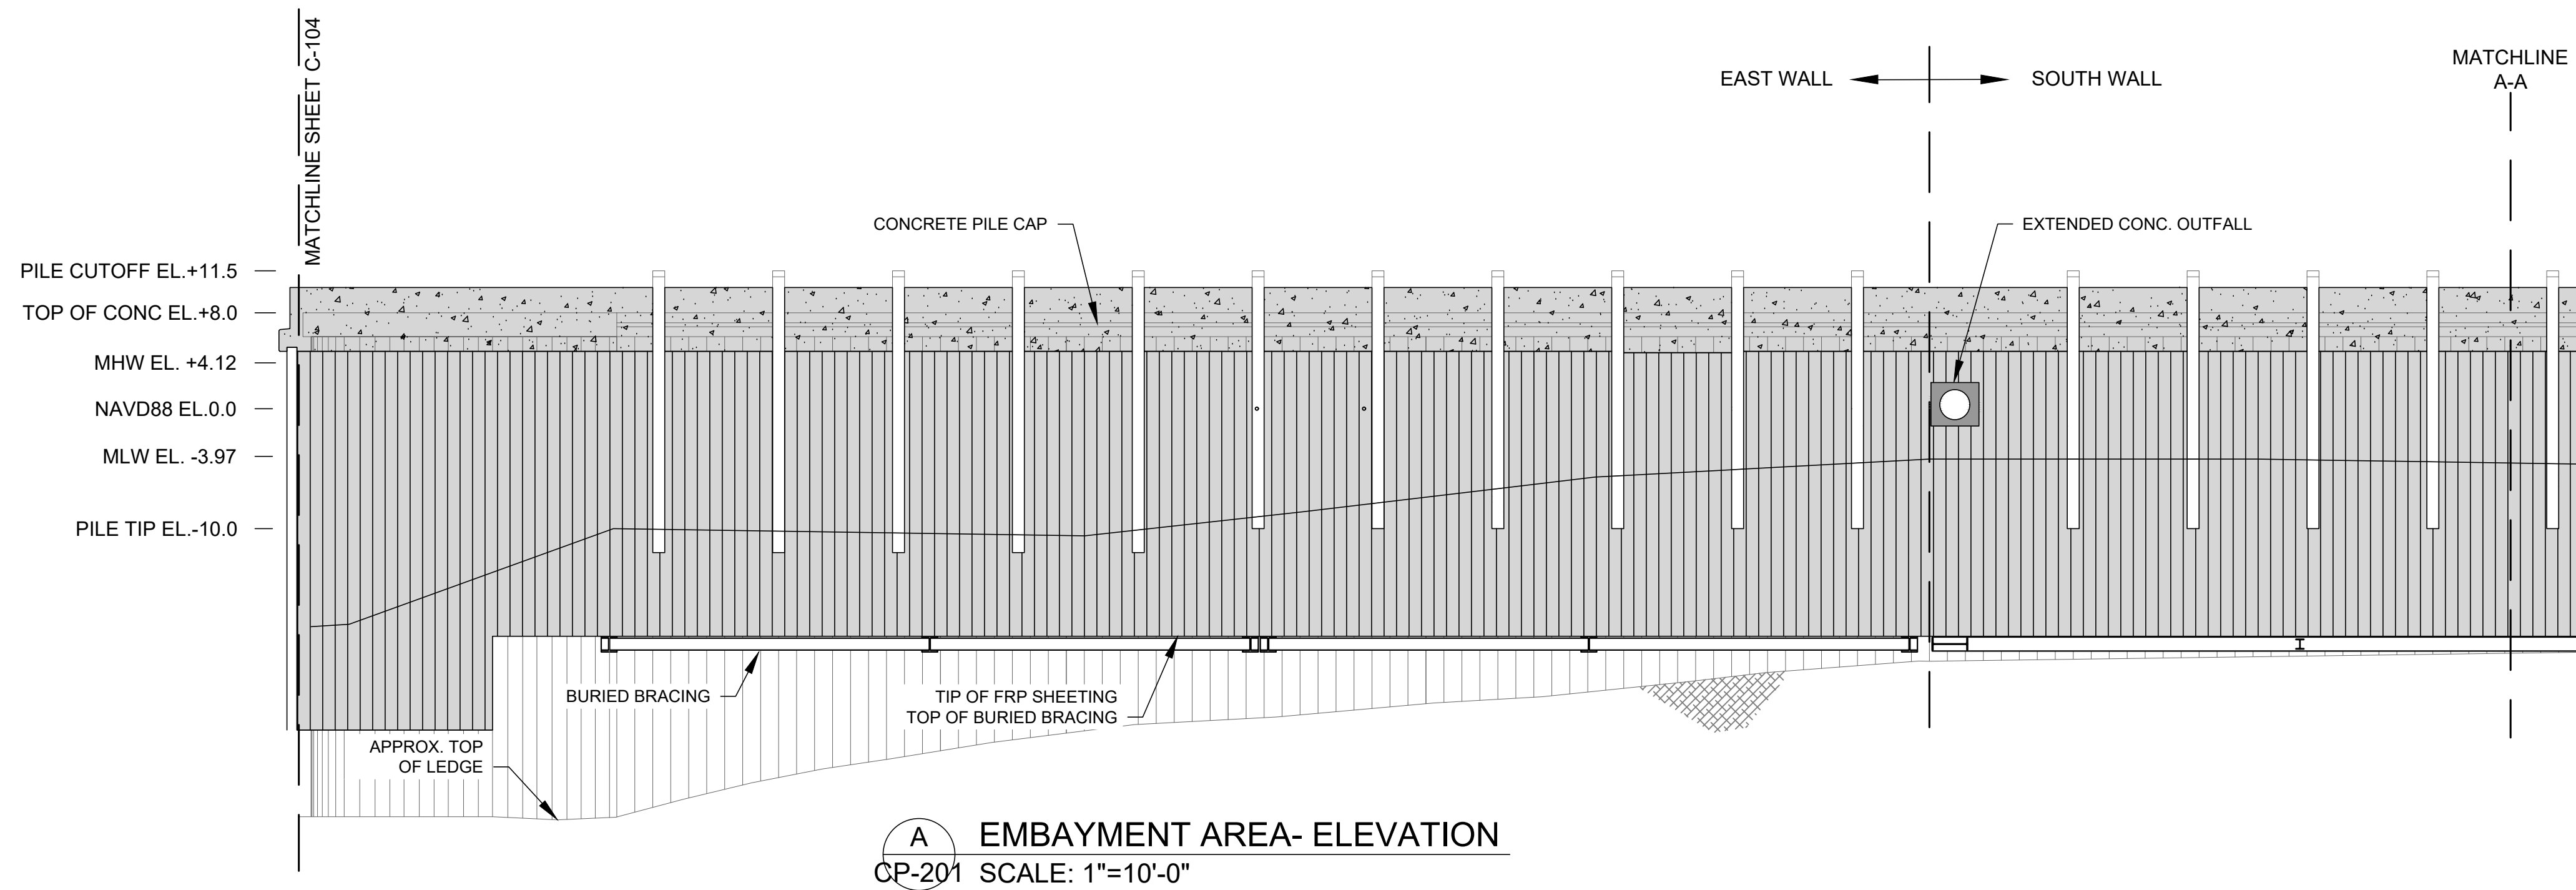 MATCHLINE SHEET C-104
EAST WALL
SOUTH WALL
MATCHLINE
A-A
CONCRETE PILE CAP
EXTENDED CONC. OUTFALL
PILE CUTOFF EL.+11.5
TOP OF CONC EL.+8.0
MHW EL. +4.12
NAVD88 EL.0.0
MLW EL. -3.97
PILE TIP EL.-10.0
BURIED BRACING
TIP OF FRP SHEETING
TOP OF BURIED BRACING
APPROX. TOP
OF LEDGE
A
EMBAYMENT AREA- ELEVATION
CP-201
SCALE: 1"=10'-0"